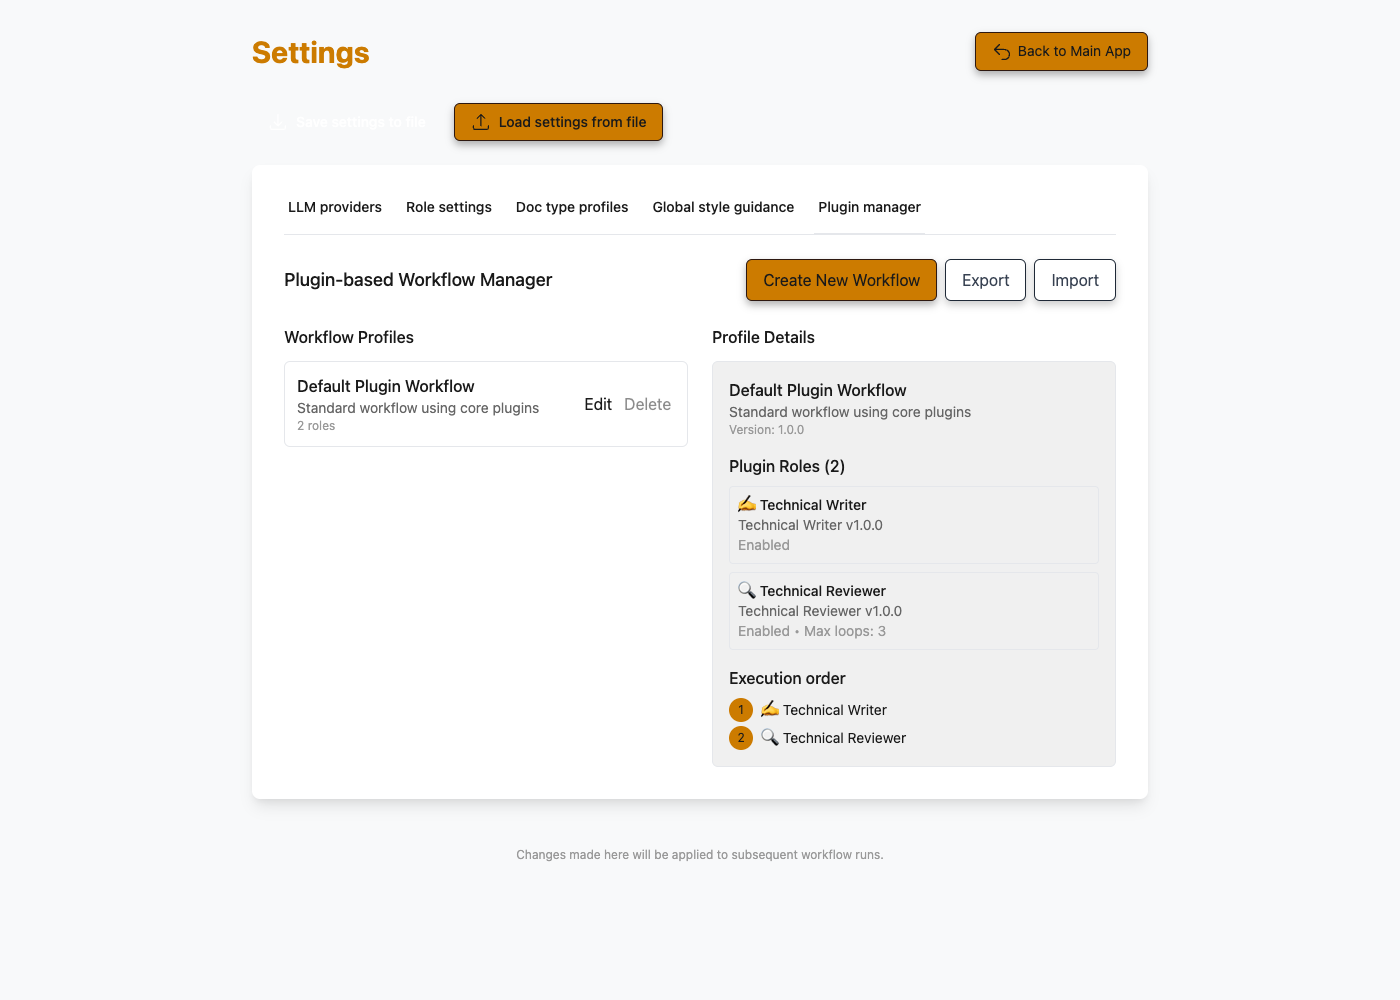 Settings
Back to Main App
Save settings to file
Load settings from file
LLM providers
Role settings
Doc type profiles
Global style guidance
Plugin manager
Plugin-based Workflow Manager
Create New Workflow
Export
Import
Workflow Profiles
Default Plugin Workflow
Standard workflow using core plugins
2 roles
Edit
Delete
Profile Details
Default Plugin Workflow
Standard workflow using core plugins
Version: 1.0.0
Plugin Roles (2)
✍️ Technical Writer
Technical Writer v1.0.0
Enabled
🔍 Technical Reviewer
Technical Reviewer v1.0.0
Enabled • Max loops: 3
Execution order
1 ✍️ Technical Writer
2 🔍 Technical Reviewer
Changes made here will be applied to subsequent workflow runs.